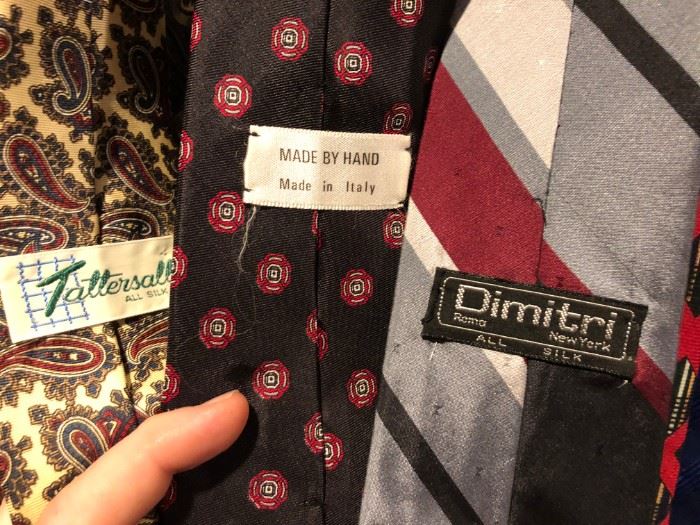 Tattersall
ALL SILK
MADE BY HAND
Made in Italy
Dimitri
Roma New York
ALL SILK